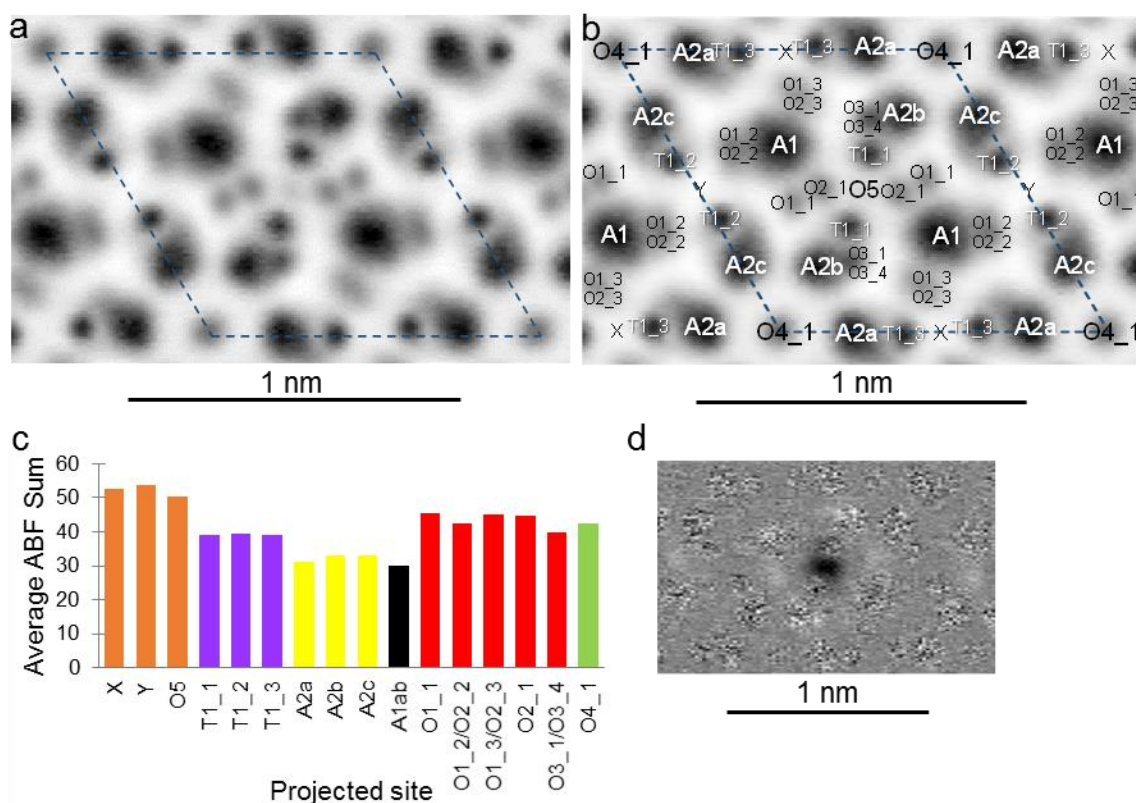 a
1 nm
b
O4_1 A2a T1_3 X T1_3 A2a O4_1 A2a T1_3 X
O1_3 O1_3
O2_3 O2_3
A2c O3_1 A2b A2c
O3_4
O1_2 A1 O1_2 A1
O2_2 O2_2
T1_2 T1_1 T1_2
O1_1 O1_1
Y O2_1 O5 O2_1 Y
O1_1 O1_1
T1_2 T1_1 T1_2
A1 O1_2 A1 O1_2
O2_2 O2_2
A2c A2b O3_1 A2c
O3_4
O1_3 O1_3
O2_3 O2_3
X T1_3 A2a O4_1 A2a T1_3 X T1_3 A2a O4_1
1 nm
c
Average ABF Sum
60
50
40
30
20
10
0
X
Y
O5
T1_1
T1_2
T1_3
A2a
A2b
A2c
A1ab
O1_1
O1_2/O2_2
O1_3/O2_3
O2_1
O3_1/O3_4
O4_1
Projected site
d
1 nm